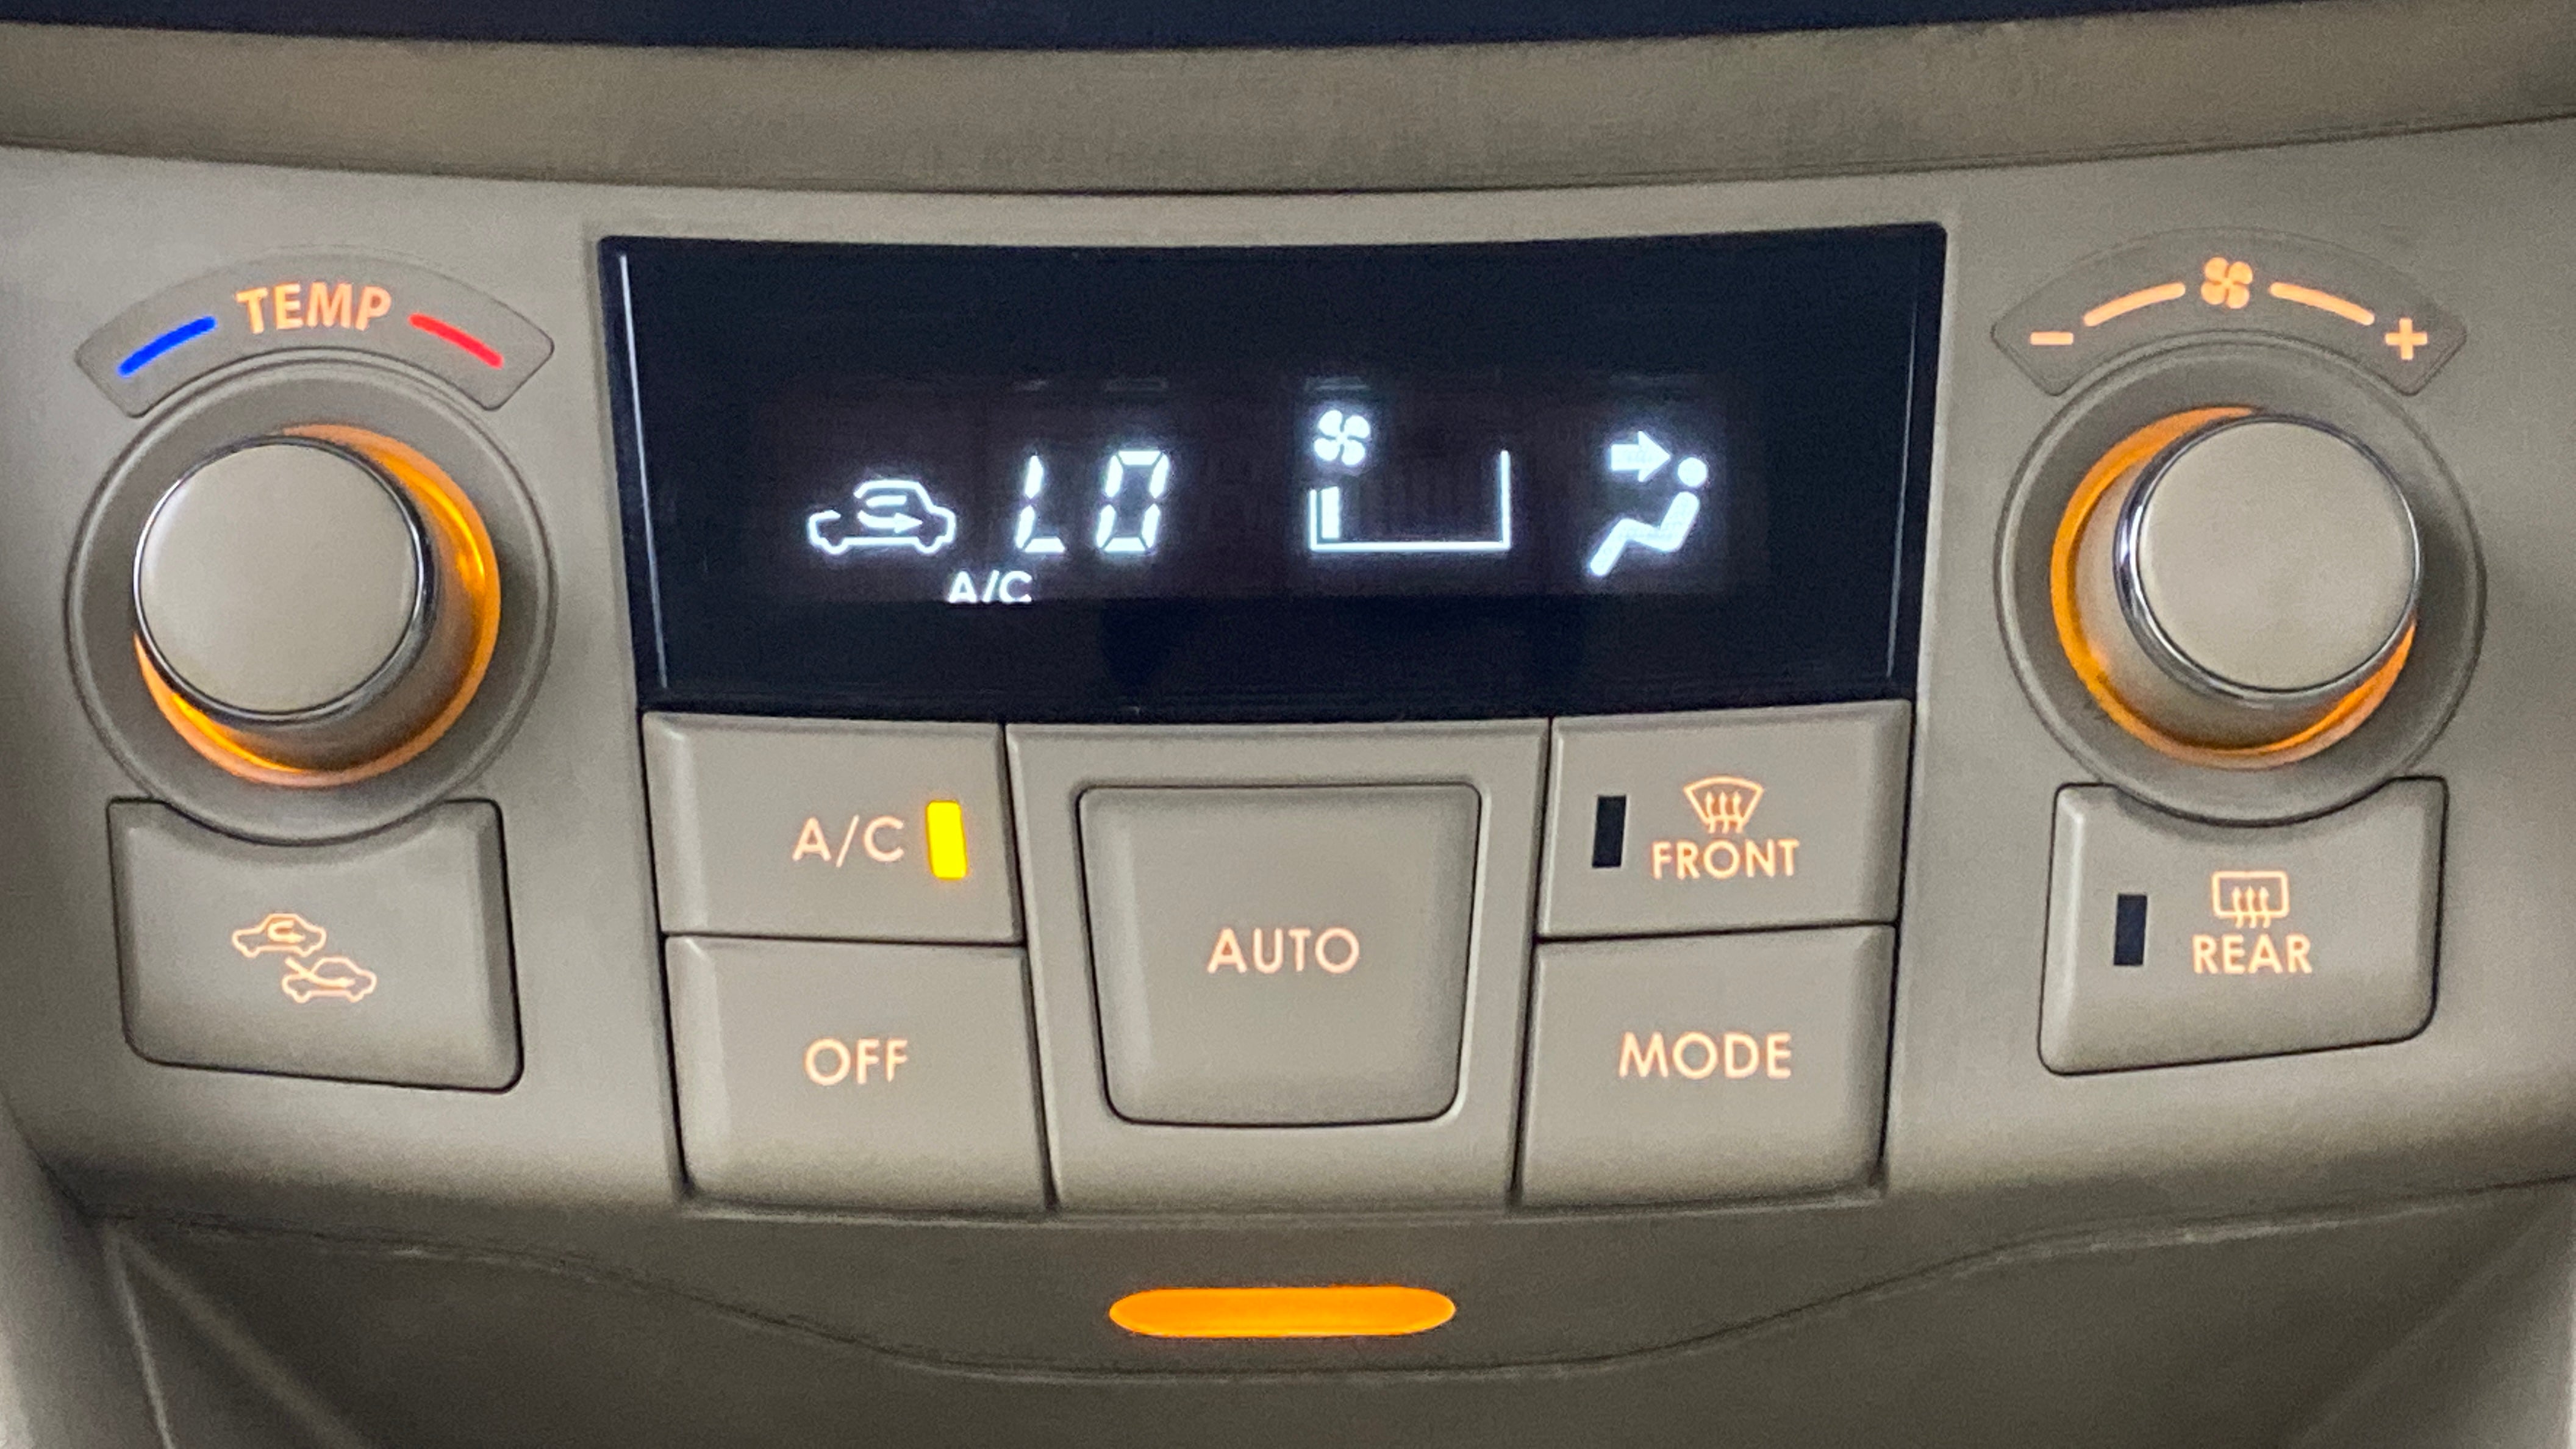 TEMP
- +
LO
A/C
A/C
FRONT
AUTO
REAR
OFF
MODE